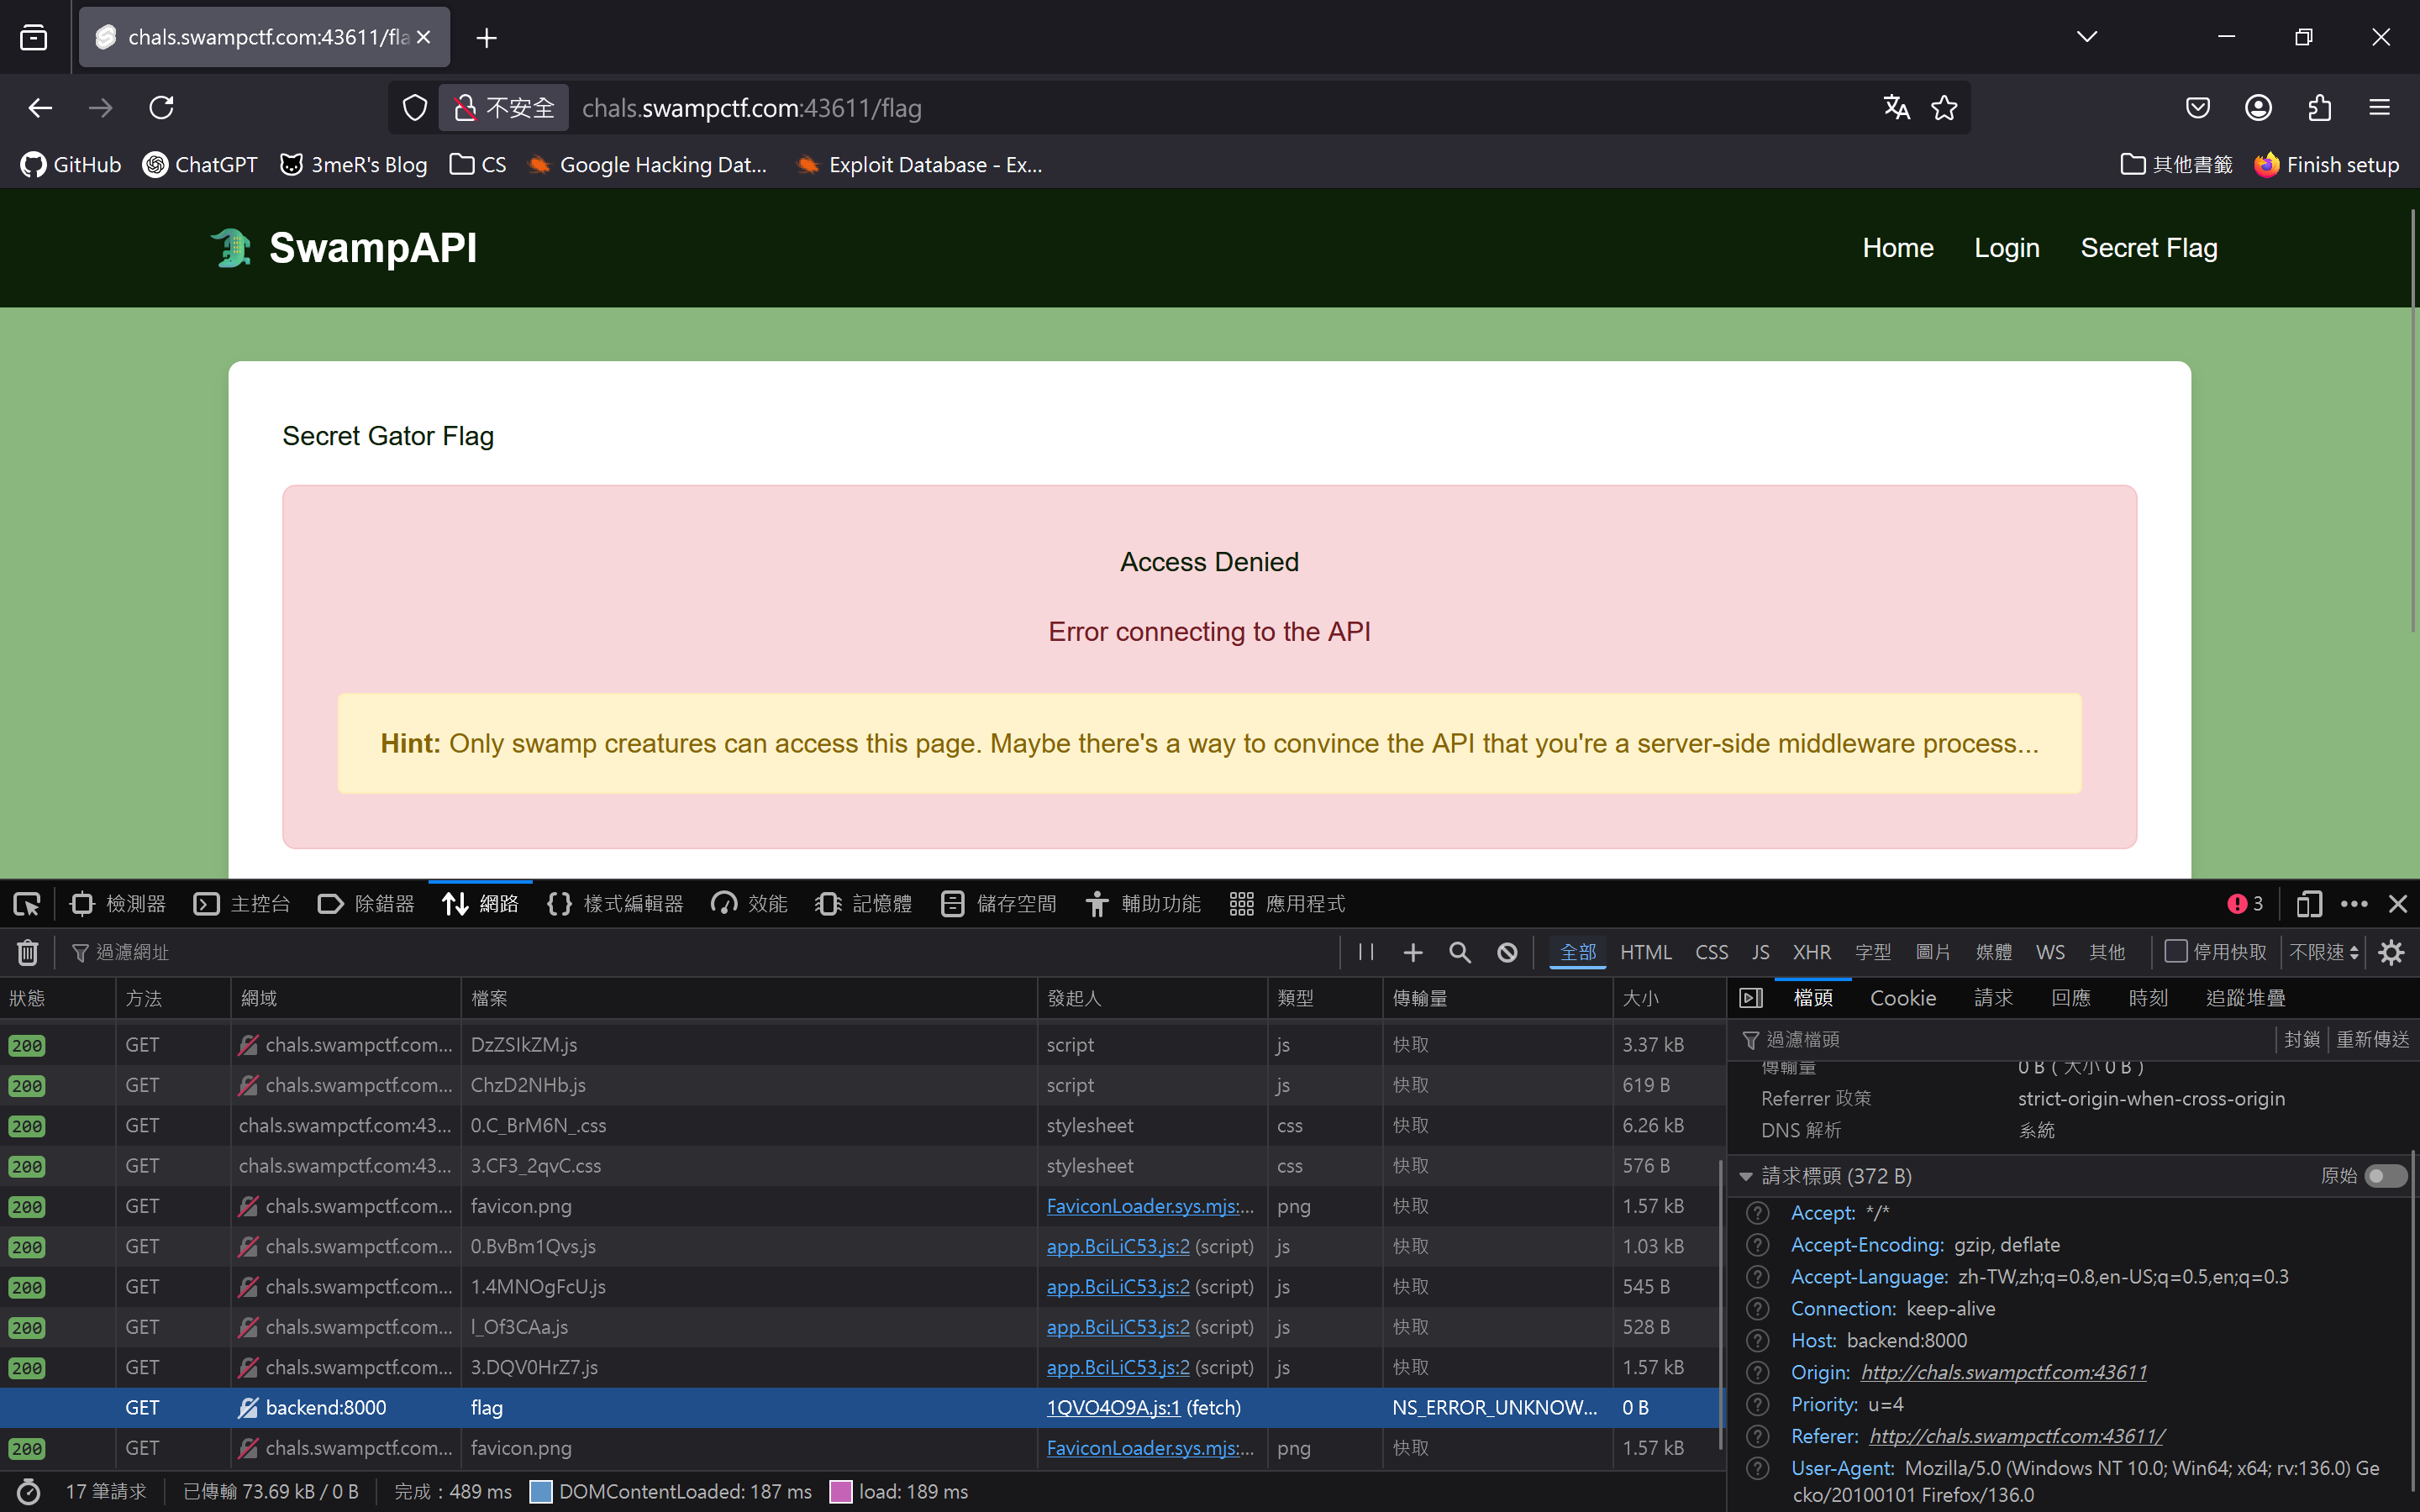 chals.swampctf.com:43611/fla
不安全
chals.swampctf.com:43611/flag
GitHub
ChatGPT
3meR's Blog
CS
Google Hacking Dat...
Exploit Database - Ex...
其他書籤
Finish setup
SwampAPI
Home
Login
Secret Flag
Secret Gator Flag
Access Denied
Error connecting to the API
Hint: Only swamp creatures can access this page. Maybe there's a way to convince the API that you're a server-side middleware process...
檢測器
主控台
除錯器
網路
樣式編輯器
效能
記憶體
儲存空間
輔助功能
應用程式
3
過濾網址
全部
HTML
CSS
JS
XHR
字型
圖片
媒體
WS
其他
停用快取
不限速
狀態 方法 網域 檔案 發起人 類型 傳輸量 大小
200 GET chals.swampctf.com... DzZSIkZM.js script js 快取 3.37 kB
200 GET chals.swampctf.com... ChzD2NHb.js script js 快取 619 B
200 GET chals.swampctf.com:43... 0.C_BrM6N_.css stylesheet css 快取 6.26 kB
200 GET chals.swampctf.com:43... 3.CF3_2qvC.css stylesheet css 快取 576 B
200 GET chals.swampctf.com... favicon.png FaviconLoader.sys.mjs:... png 快取 1.57 kB
200 GET chals.swampctf.com... 0.BvBm1Qvs.js app.BciLiC53.js:2 (script) js 快取 1.03 kB
200 GET chals.swampctf.com... 1.4MNOgFcU.js app.BciLiC53.js:2 (script) js 快取 545 B
200 GET chals.swampctf.com... l_Of3CAa.js app.BciLiC53.js:2 (script) js 快取 528 B
200 GET chals.swampctf.com... 3.DQV0HrZ7.js app.BciLiC53.js:2 (script) js 快取 1.57 kB
GET backend:8000 flag 1QVO4O9A.js:1 (fetch) NS_ERROR_UNKNOW... 0 B
200 GET chals.swampctf.com... favicon.png FaviconLoader.sys.mjs:... png 快取 1.57 kB
17 筆請求
已傳輸 73.69 kB / 0 B
完成：489 ms
DOMContentLoaded: 187 ms
load: 189 ms
檔頭
Cookie
請求
回應
時刻
追蹤堆疊
過濾檔頭
封鎖
重新傳送
傳輸量 0 B（大小 0 B）
Referrer 政策 strict-origin-when-cross-origin
DNS 解析 系統
請求標頭 (372 B)
原始
Accept: */*
Accept-Encoding: gzip, deflate
Accept-Language: zh-TW,zh;q=0.8,en-US;q=0.5,en;q=0.3
Connection: keep-alive
Host: backend:8000
Origin: http://chals.swampctf.com:43611
Priority: u=4
Referer: http://chals.swampctf.com:43611/
User-Agent: Mozilla/5.0 (Windows NT 10.0; Win64; x64; rv:136.0) Ge
cko/20100101 Firefox/136.0